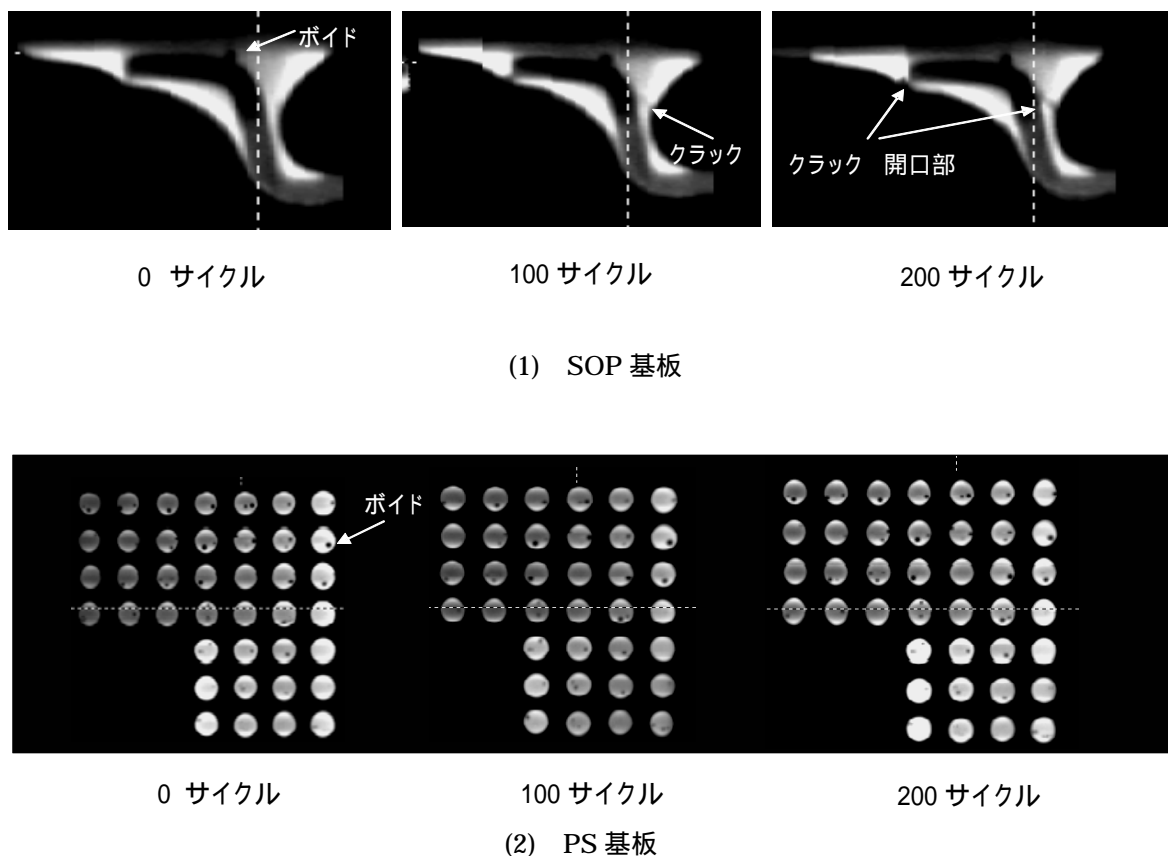 ボイド
クラック
クラック 開口部
0 サイクル
100 サイクル
200 サイクル
(1) SOP 基板
ボイド
0 サイクル
100 サイクル
200 サイクル
(2) PS 基板